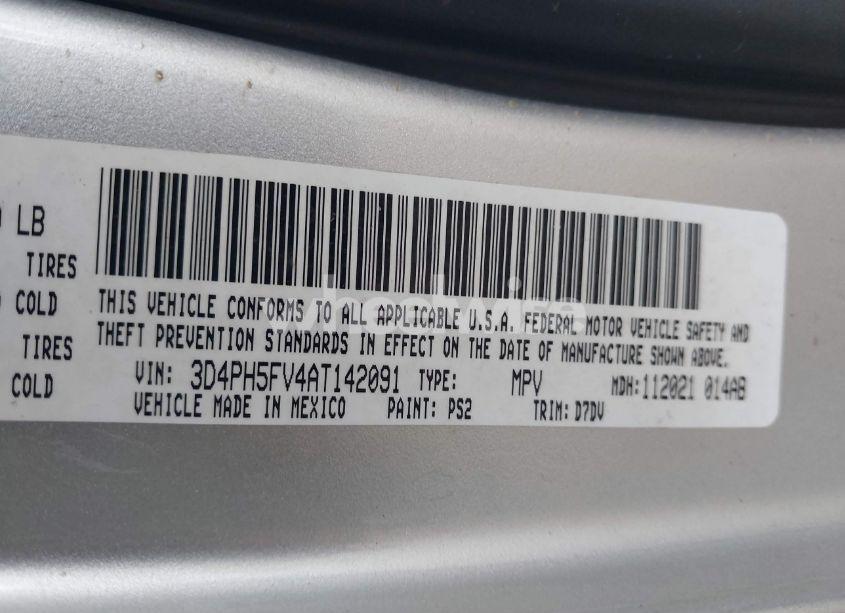 LB
TIRES
COLD
TIRES
COLD
THIS VEHICLE CONFORMS TO ALL APPLICABLE U.S.A. FEDERAL MOTOR VEHICLE SAFETY AND
THEFT PREVENTION STANDARDS IN EFFECT ON THE DATE OF MANUFACTURE SHOWN ABOVE.
VIN: 3D4PH5FV4AT142091 TYPE: MPV MDH:112021 014AB
VEHICLE MADE IN MEXICO PAINT: PS2 TRIM: D7DV